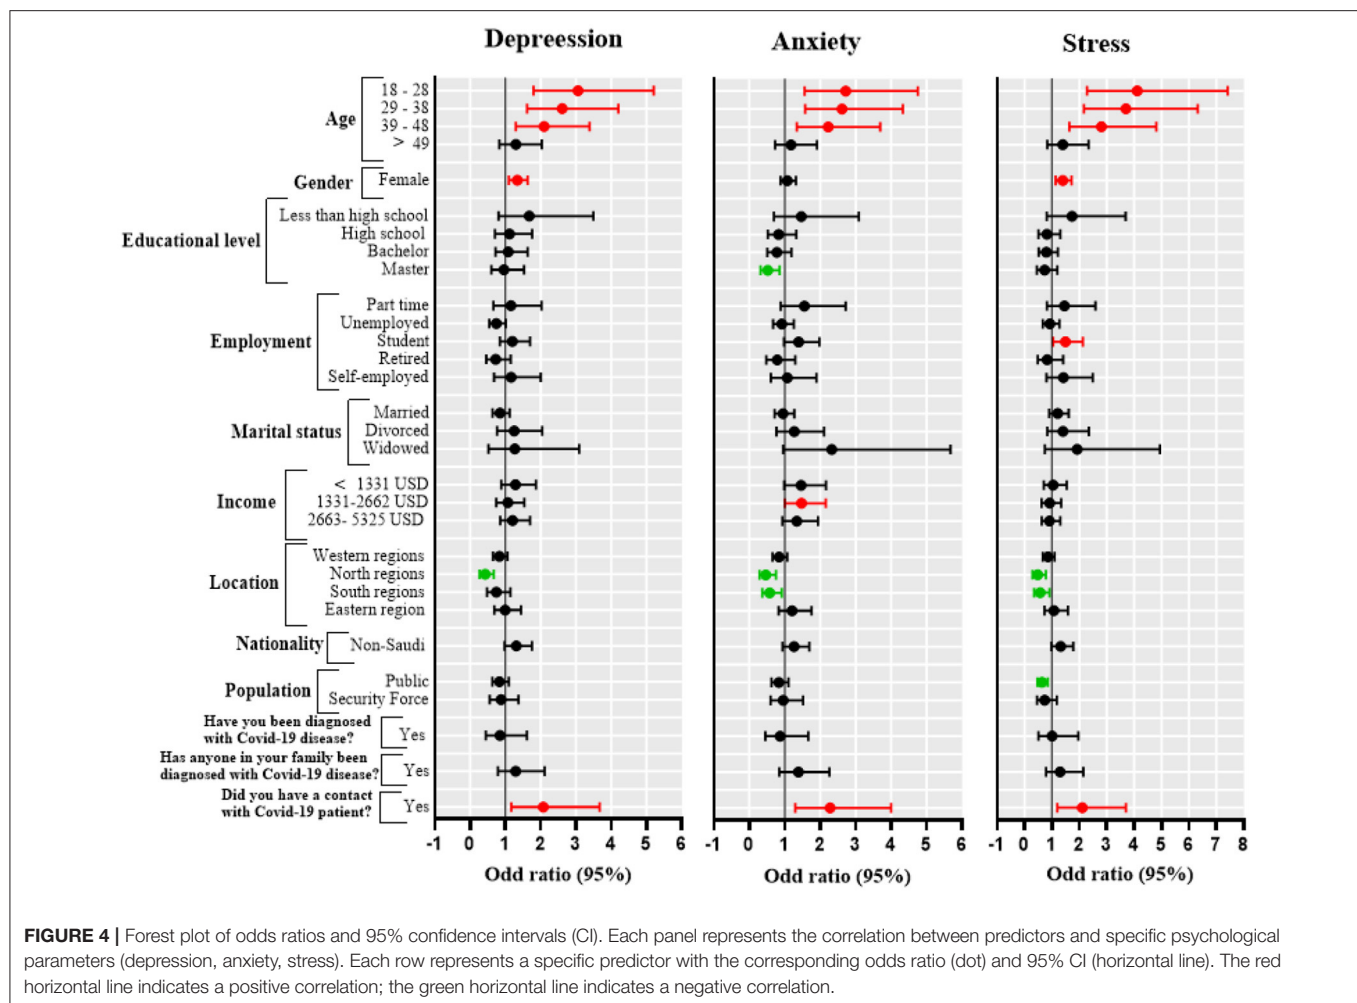 Depreession Anxiety Stress
Age
18 - 28
29 - 38
39 - 48
> 49
Gender
Female
Educational level
Less than high school
High school
Bachelor
Master
Employment
Part time
Unemployed
Student
Retired
Self-employed
Marital status
Married
Divorced
Widowed
Income
< 1331 USD
1331-2662 USD
2663- 5325 USD
Location
Western regions
North regions
South regions
Eastern region
Nationality
Non-Saudi
Population
Public
Security Force
Have you been diagnosed
with Covid-19 disease?
Yes
Has anyone in your family been
diagnosed with Covid-19 disease?
Yes
Did you have a contact
with Covid-19 patient?
Yes
-1 0 1 2 3 4 5 6
-1 0 1 2 3 4 5 6
-1 0 1 2 3 4 5 6 7 8
Odd ratio (95%) Odd ratio (95%) Odd ratio (95%)
FIGURE 4 | Forest plot of odds ratios and 95% confidence intervals (CI). Each panel represents the correlation between predictors and specific psychological
parameters (depression, anxiety, stress). Each row represents a specific predictor with the corresponding odds ratio (dot) and 95% CI (horizontal line). The red
horizontal line indicates a positive correlation; the green horizontal line indicates a negative correlation.